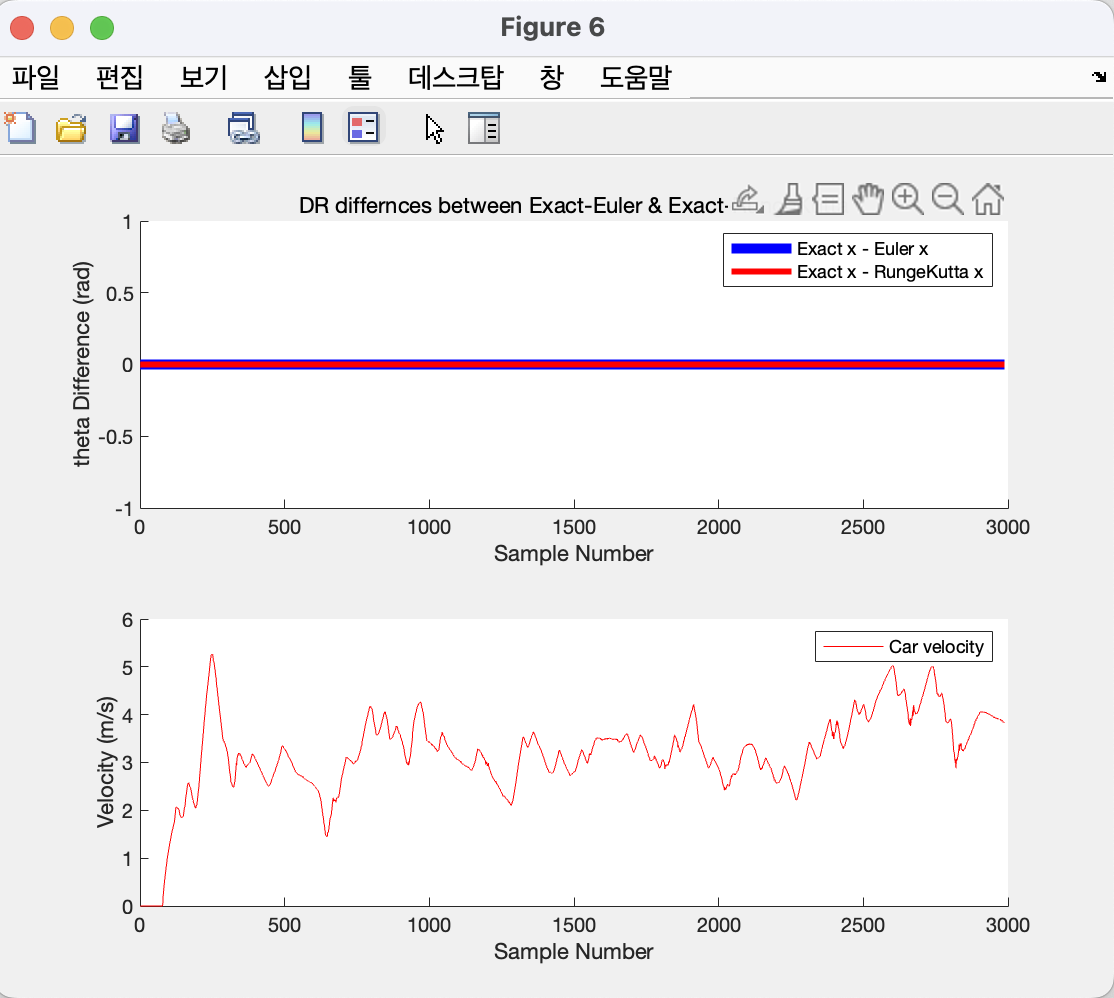 Figure 6
파일 편집 보기 삽입 툴 데스크탑 창 도움말
DR differnces between Exact-Euler & Exact-
Exact x - Euler x
Exact x - RungeKutta x
theta Difference (rad)
1
0.5
0
-0.5
-1
0 500 1000 1500 2000 2500 3000
Sample Number
Car velocity
Velocity (m/s)
6
5
4
3
2
1
0
0 500 1000 1500 2000 2500 3000
Sample Number